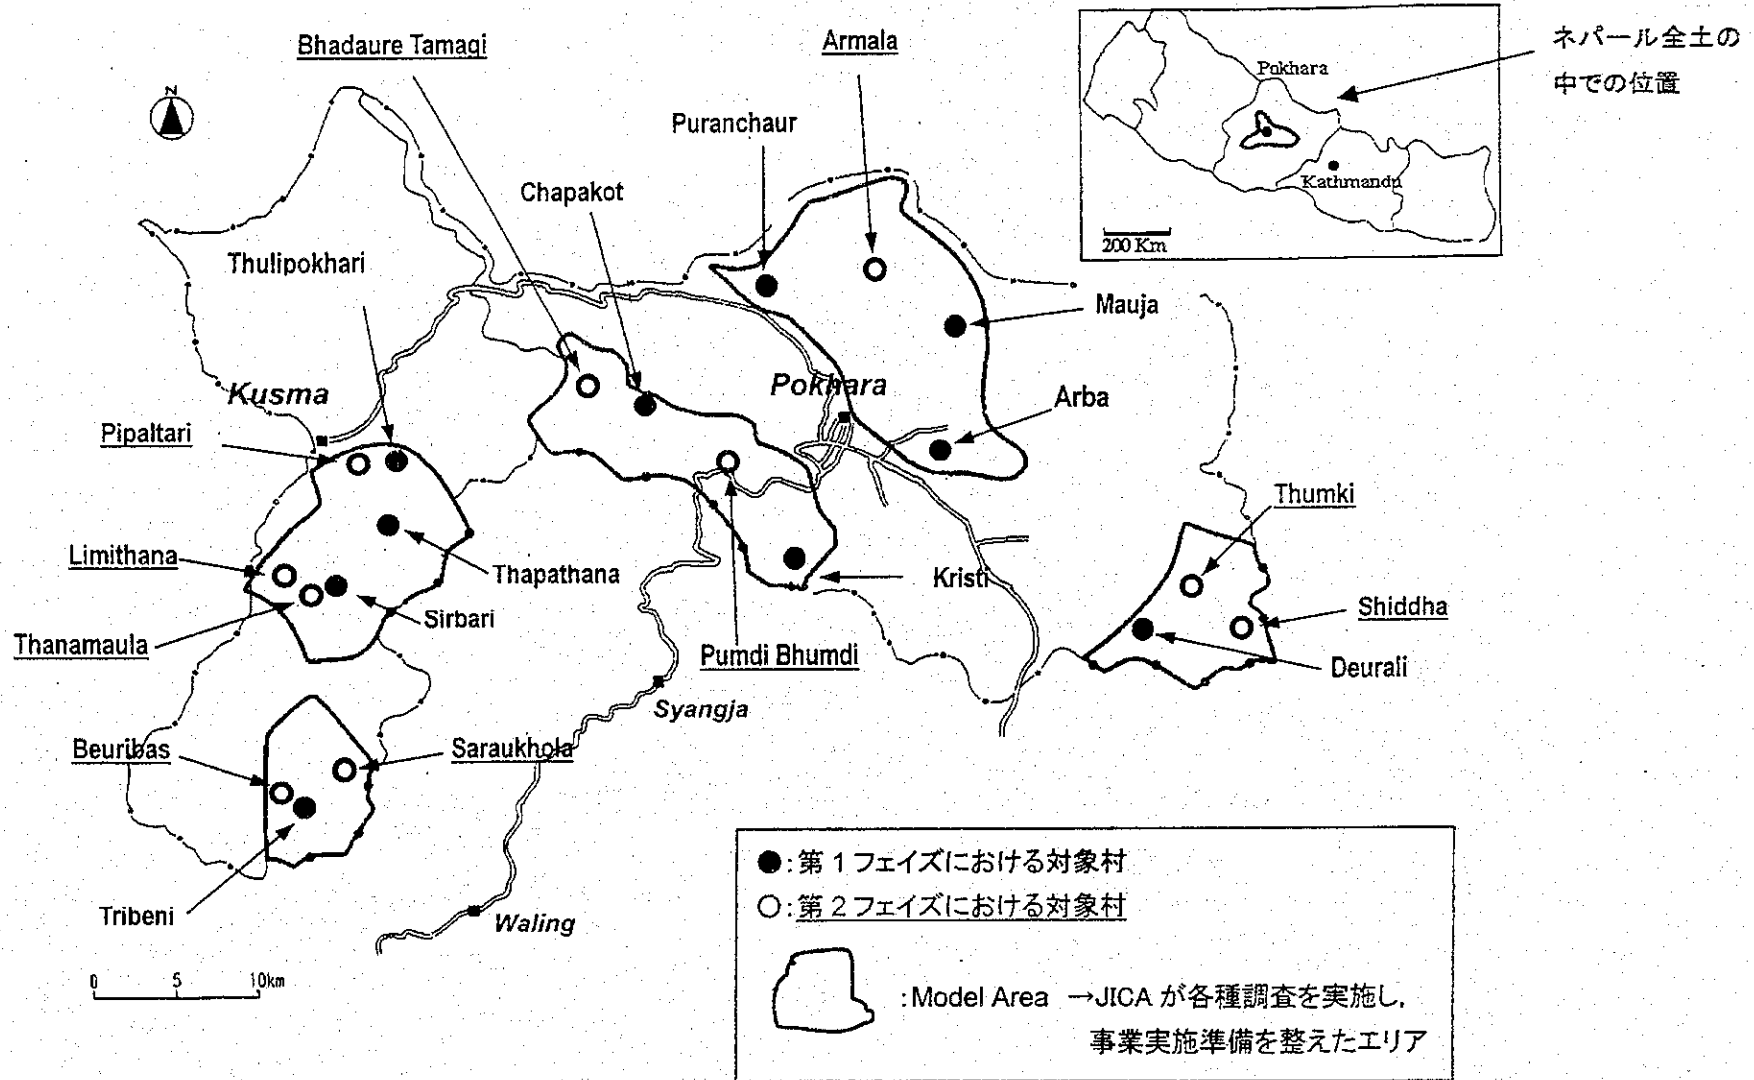 Bhadaure Tamagi
Armala
ネパール全土の
中での位置
Pokhara
Kathmandu
200 Km
N
Puranchaur
Chapakot
Thulipokhari
Mauja
Kusma
Pokhara
Arba
Pipaltari
Thumki
Limithana
Thapathana
Kristi
Shiddha
Sirbari
Thanamaula
Pumdi Bhumdi
Deurali
Syangja
Beuribas
Saraukhola
Tribeni
Waling
0 5 10km
●:第1フェイズにおける対象村
○:第2フェイズにおける対象村
:Model Area →JICA が各種調査を実施し,
事業実施準備を整えたエリア